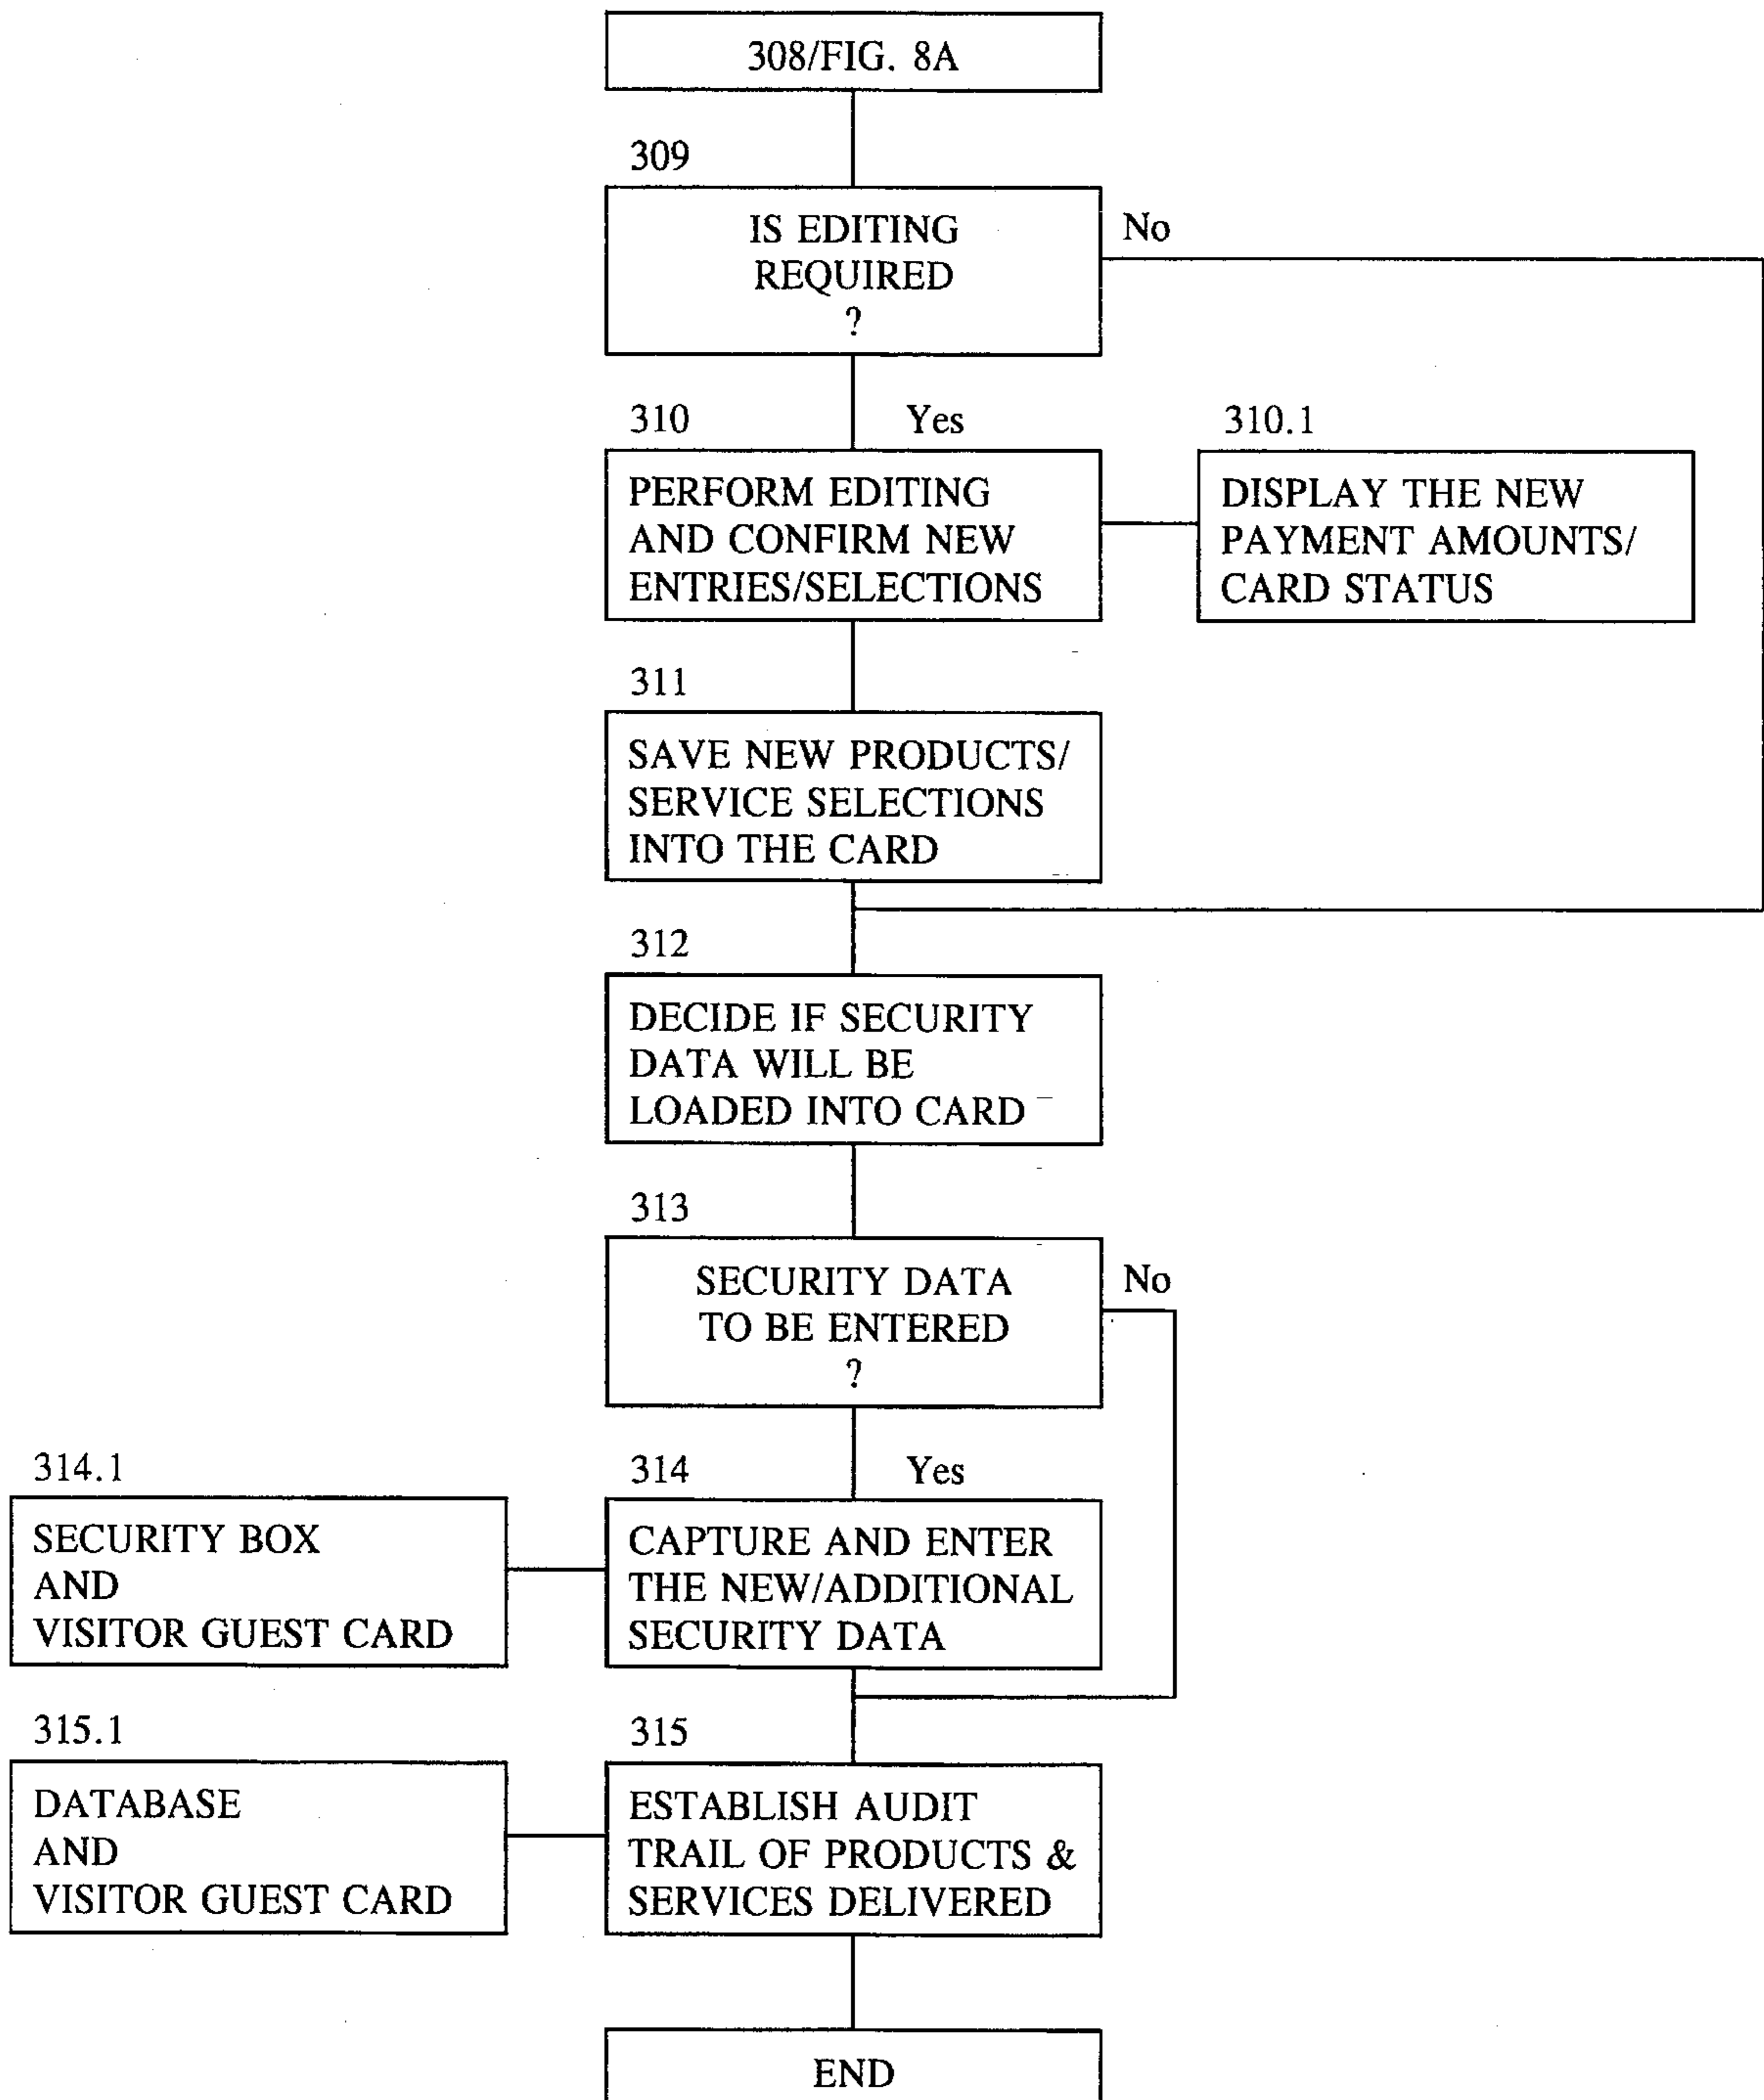 308/FIG. 8A
309
IS EDITING
REQUIRED
?
No
310
Yes
310.1
PERFORM EDITING
AND CONFIRM NEW
ENTRIES/SELECTIONS
DISPLAY THE NEW
PAYMENT AMOUNTS/
CARD STATUS
311
SAVE NEW PRODUCTS/
SERVICE SELECTIONS
INTO THE CARD
312
DECIDE IF SECURITY
DATA WILL BE
LOADED INTO CARD
313
SECURITY DATA
TO BE ENTERED
?
No
314.1
314
Yes
SECURITY BOX
AND
VISITOR GUEST CARD
CAPTURE AND ENTER
THE NEW/ADDITIONAL
SECURITY DATA
315.1
315
DATABASE
AND
VISITOR GUEST CARD
ESTABLISH AUDIT
TRAIL OF PRODUCTS &
SERVICES DELIVERED
END